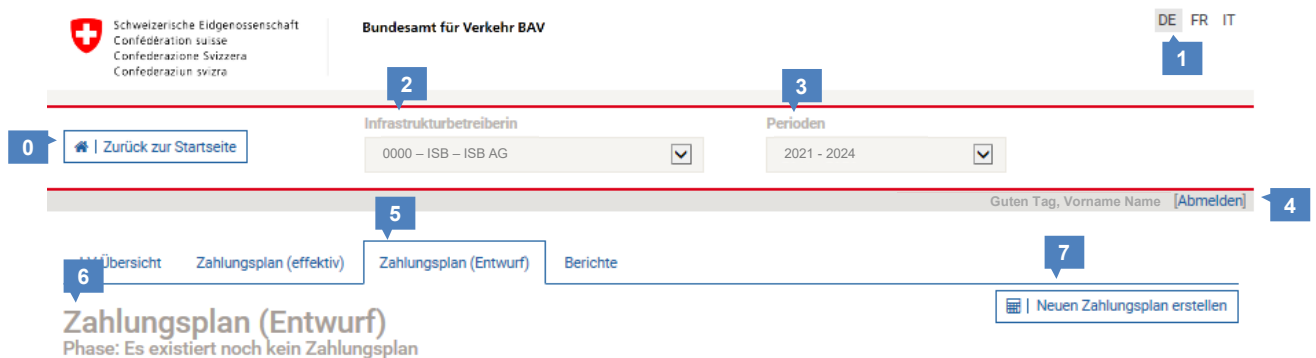 Schweizerische Eidgenossenschaft
Confédération suisse
Confederazione Svizzera
Confederaziun svizra
Bundesamt für Verkehr BAV
DE FR IT
1
2
3
Infrastrukturbetreiberin
Perioden
0
Zurück zur Startseite
0000 – ISB – ISB AG
2021 - 2024
Guten Tag, Vorname Name [Abmelden]
4
5
Übersicht
Zahlungsplan (effektiv)
Zahlungsplan (Entwurf)
Berichte
6
7
Neuen Zahlungsplan erstellen
Zahlungsplan (Entwurf)
Phase: Es existiert noch kein Zahlungsplan